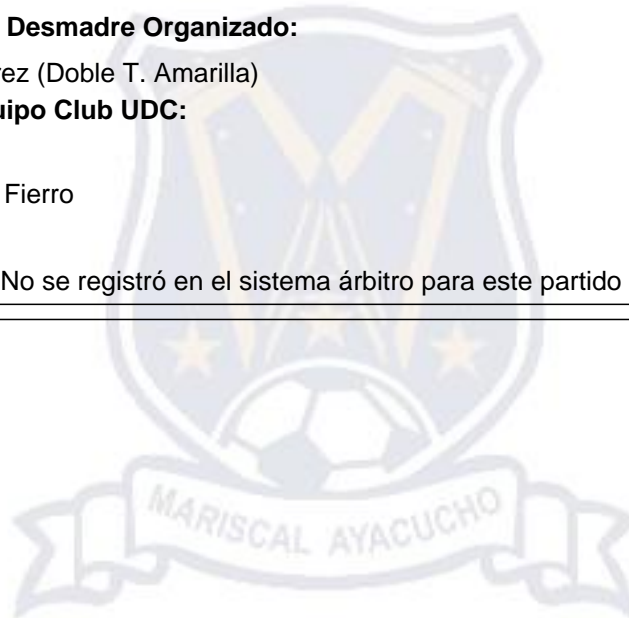 Desmadre Organizado:
rez (Doble T. Amarilla)
uipo Club UDC:
Fierro
No se registró en el sistema árbitro para este partido
MARISCAL AYACUCHO